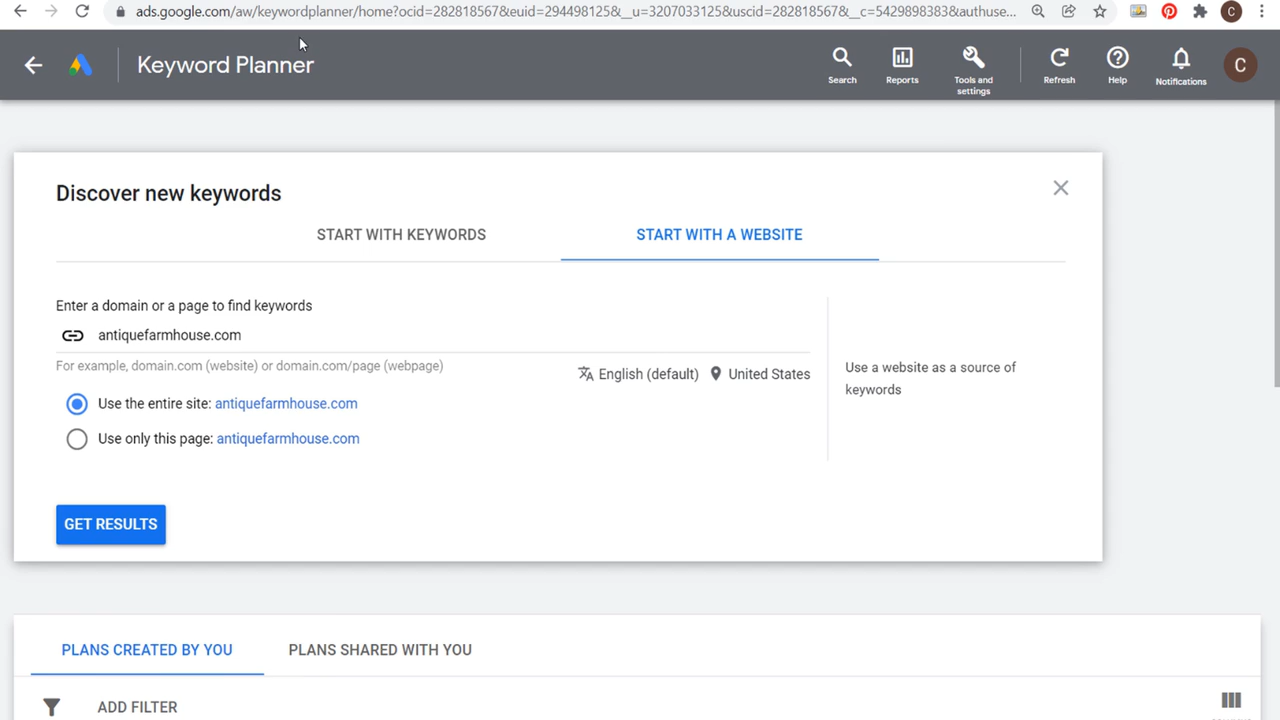 ads.google.com/aw/keywordplanner/home?ocid=282818567&euid=294498125&__u=3207033125&uscid=282818567&__c=5429898383&authuse...
C
Keyword Planner
Search
Reports
Tools and settings
Refresh
Help
Notifications
C
Discover new keywords
START WITH KEYWORDS
START WITH A WEBSITE
Enter a domain or a page to find keywords
antiquefarmhouse.com
For example, domain.com (website) or domain.com/page (webpage)
English (default)
United States
Use a website as a source of
keywords
Use the entire site: antiquefarmhouse.com
Use only this page: antiquefarmhouse.com
GET RESULTS
PLANS CREATED BY YOU
PLANS SHARED WITH YOU
ADD FILTER